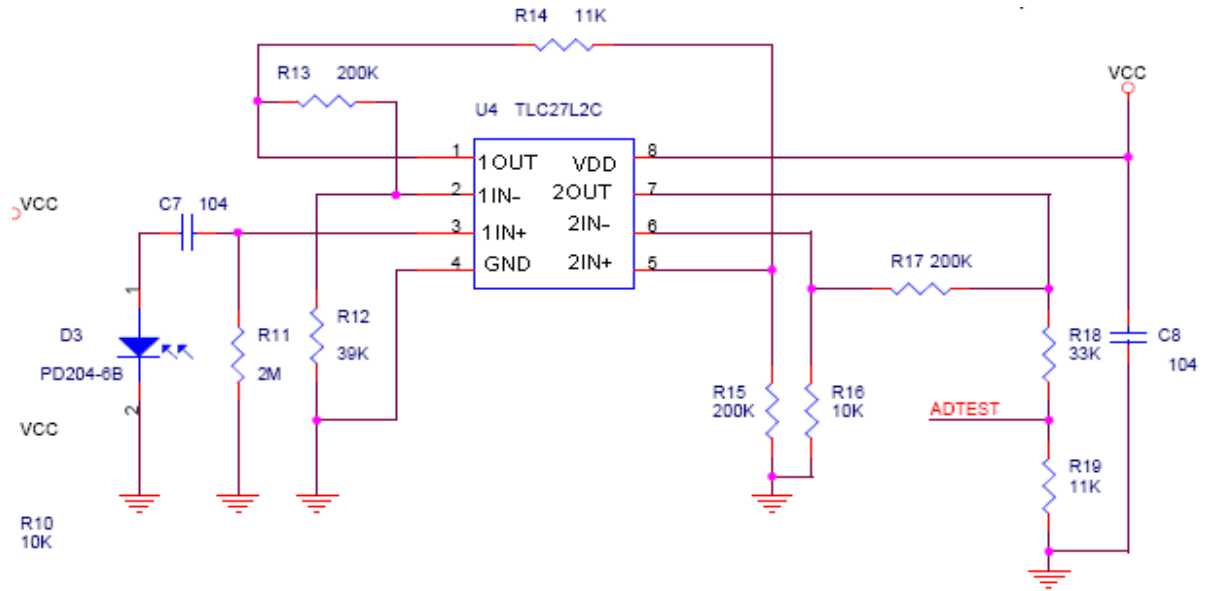 R14 11K
R13 200K
VCC
U4 TLC27L2C
1 1OUT VDD 8
2 1IN- 2OUT 7
3 1IN+ 2IN- 6
4 GND 2IN+ 5
VCC
C7 104
R17 200K
1
D3
PD204-6B
2
R11
2M
R12
39K
R18
33K
C8
104
R15
200K
R16
10K
ADTEST
VCC
R19
11K
R10
10K